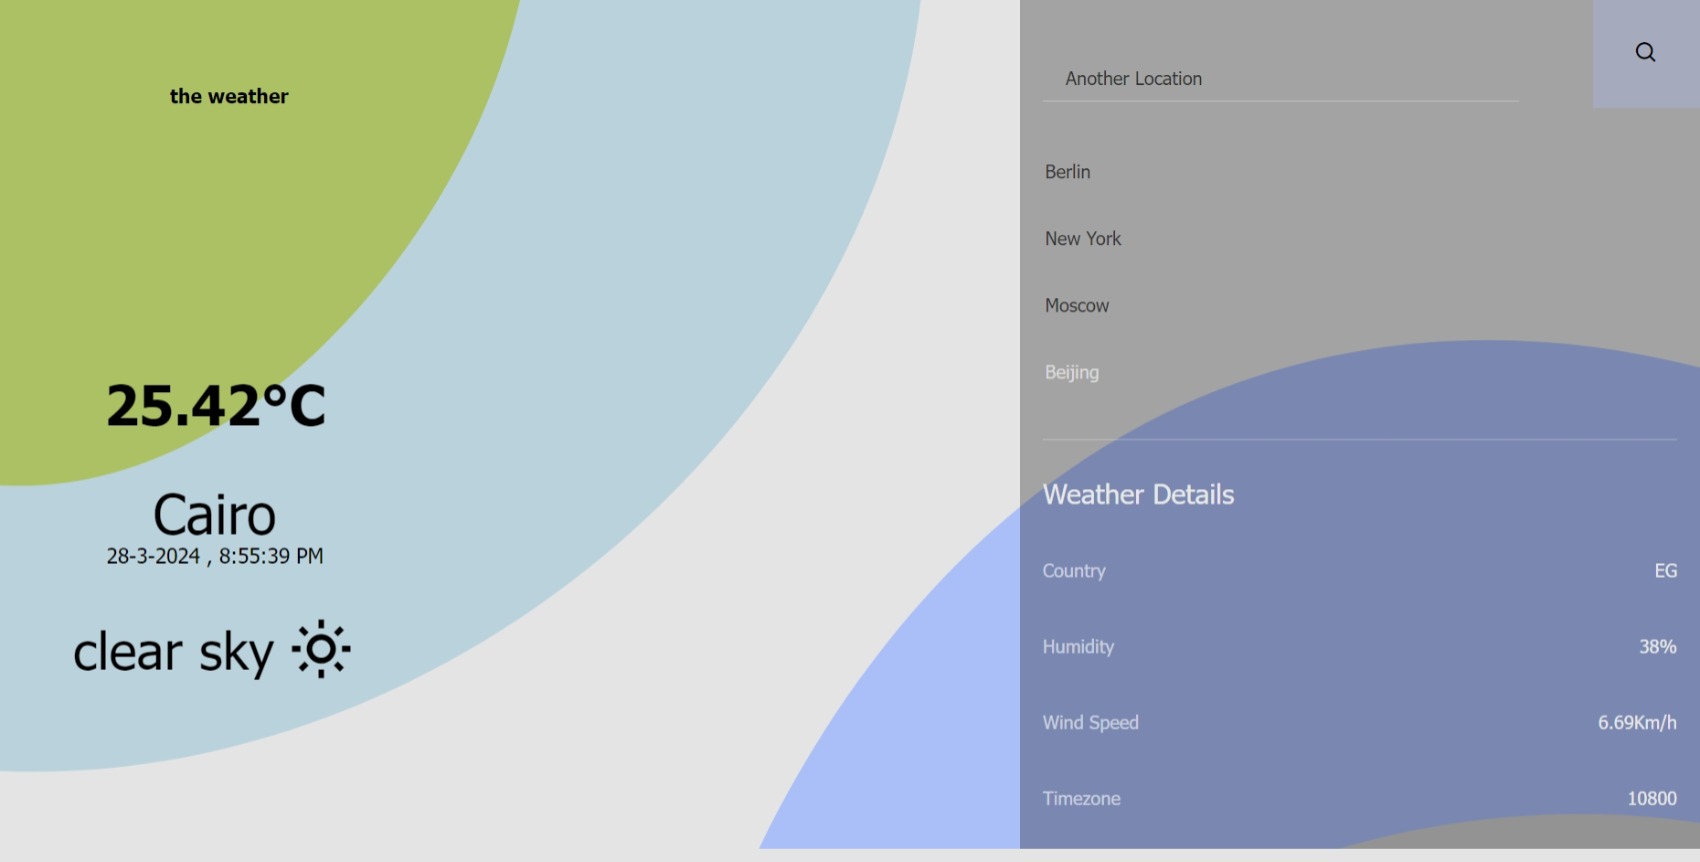 the weather
25.42°C
Cairo
28-3-2024 , 8:55:39 PM
clear sky
Another Location
Berlin
New York
Moscow
Beijing
Weather Details
Country EG
Humidity 38%
Wind Speed 6.69Km/h
Timezone 10800